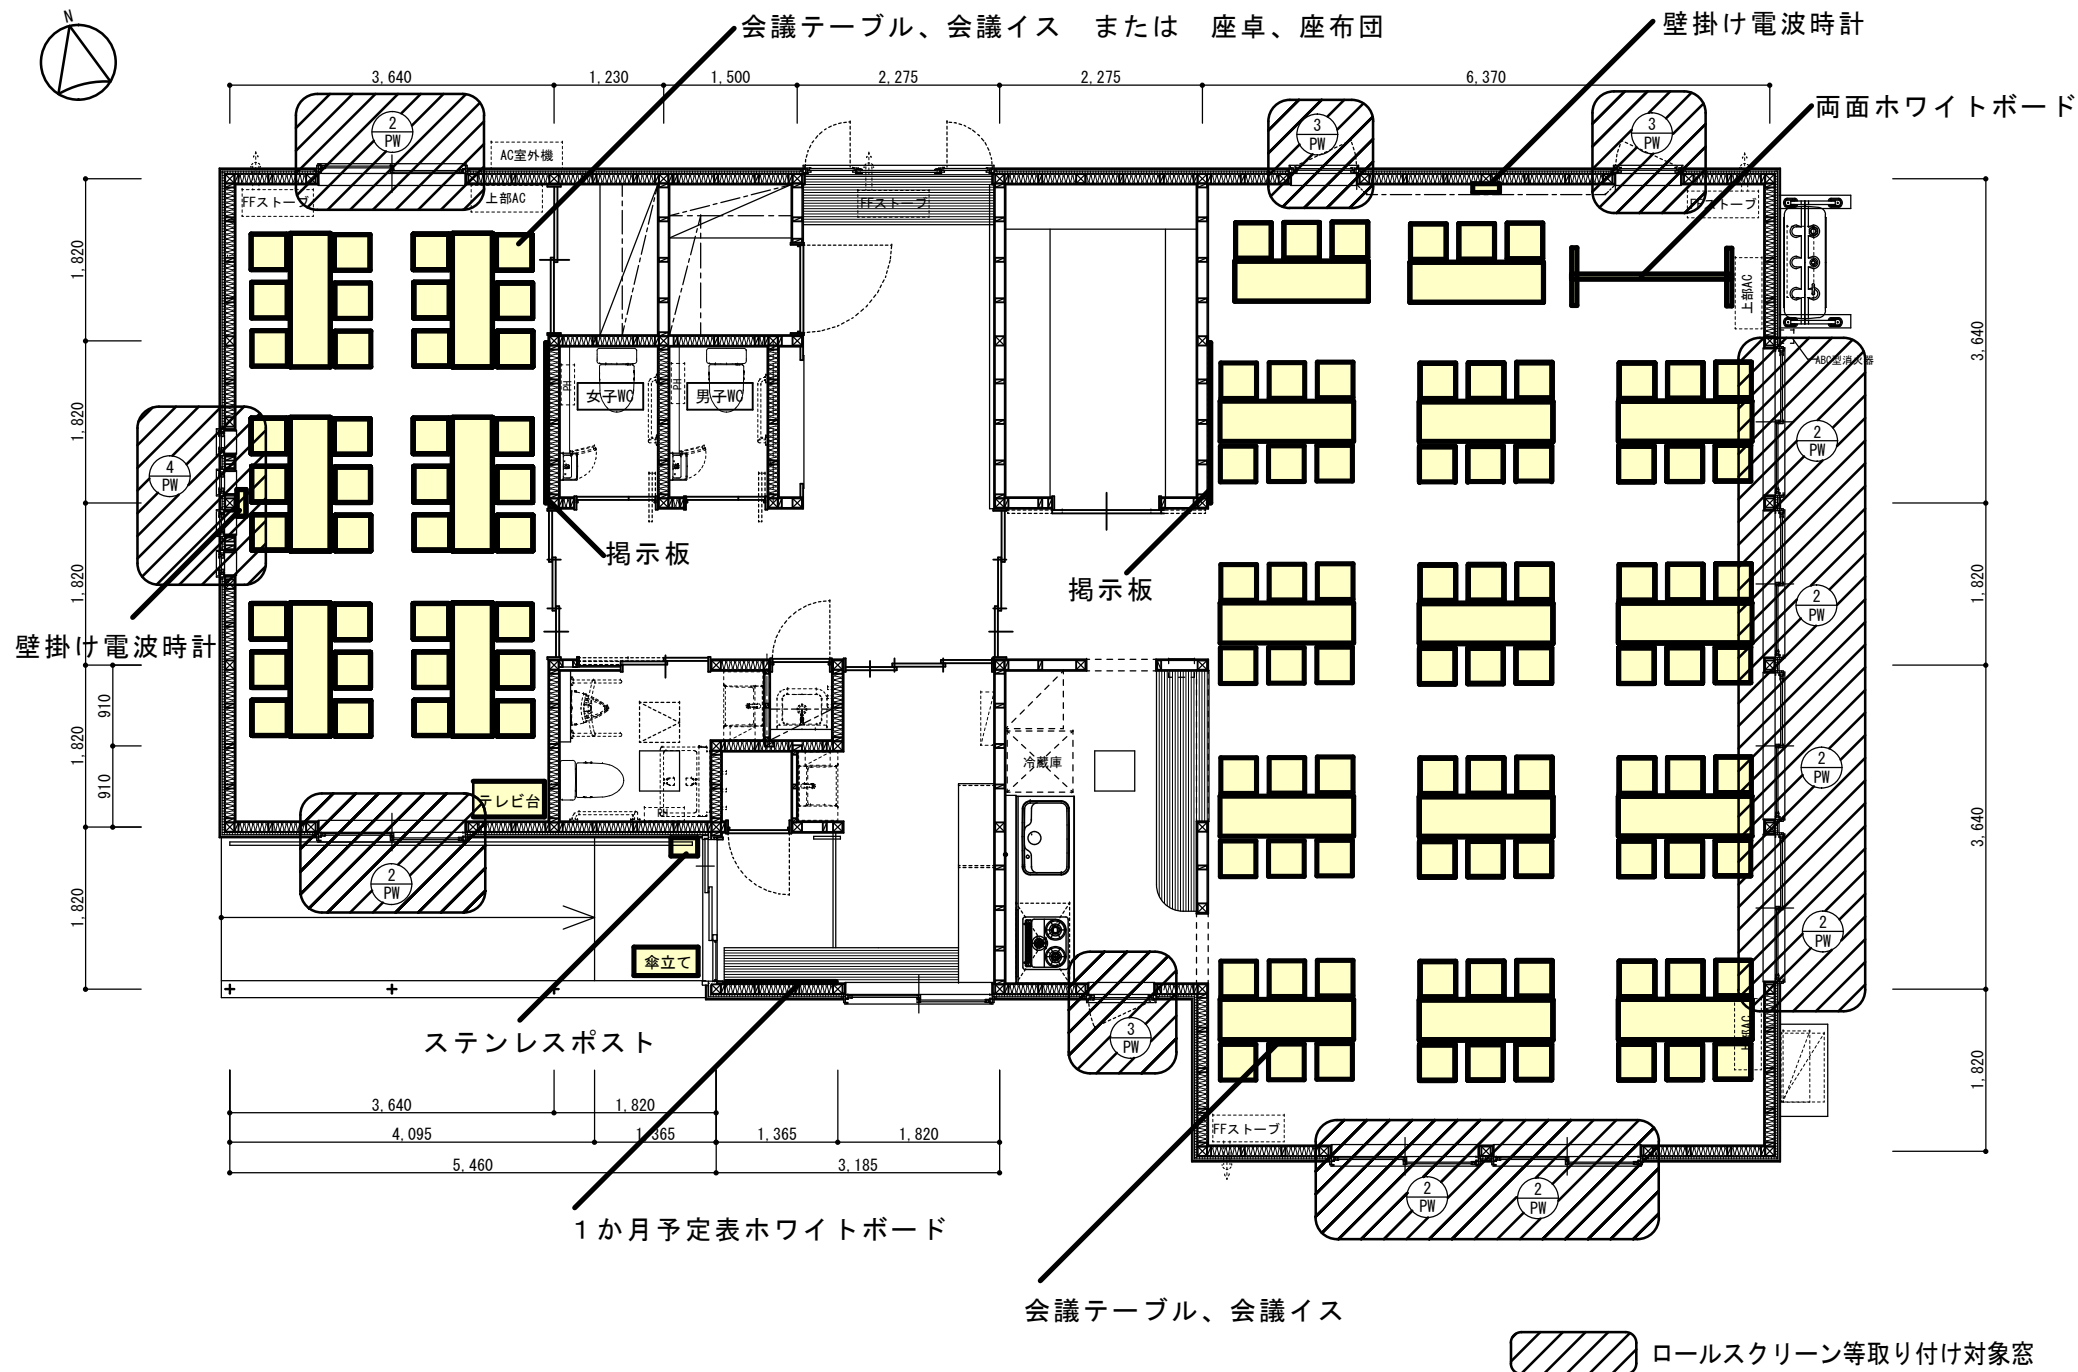 N
会議テーブル、会議イス　または　座卓、座布団
壁掛け電波時計
3,640
1,230
1,500
2,275
2,275
6,370
両面ホワイトボード
2
PW
3
PW
3
PW
AC室外機
FFストーブ
上部AC
FFストーブ
FFストーブ
1,820
上部AC
3,640
ABC型消火器
PH
女子WC
PH
男子WC
1,820
2
PW
4
PW
掲示板
掲示板
1,820
1,820
2
PW
壁掛け電波時計
910
1,820
910
冷蔵庫
2
PW
テレビ台
3,640
2
PW
1,820
2
PW
傘立て
ステンレスポスト
3
PW
上部AC
1,820
3,640
1,820
4,095
1,365
1,365
1,820
FFストーブ
5,460
3,185
2
PW
2
PW
１か月予定表ホワイトボード
会議テーブル、会議イス
ロールスクリーン等取り付け対象窓